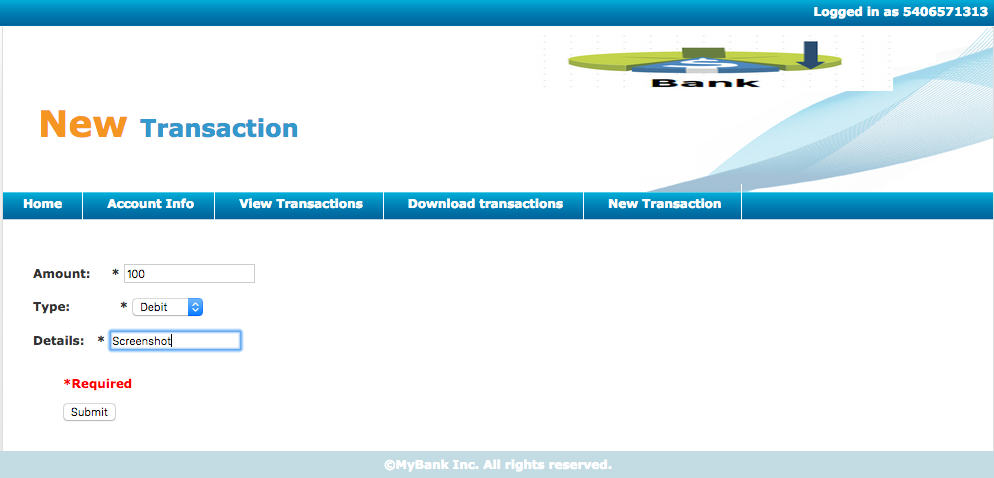 Logged in as 5406571313
Bank
New Transaction
Home Account Info View Transactions Download transactions New Transaction
Amount: * 100
Type: * Debit
Details: * Screenshot
*Required
Submit
©MyBank Inc. All rights reserved.